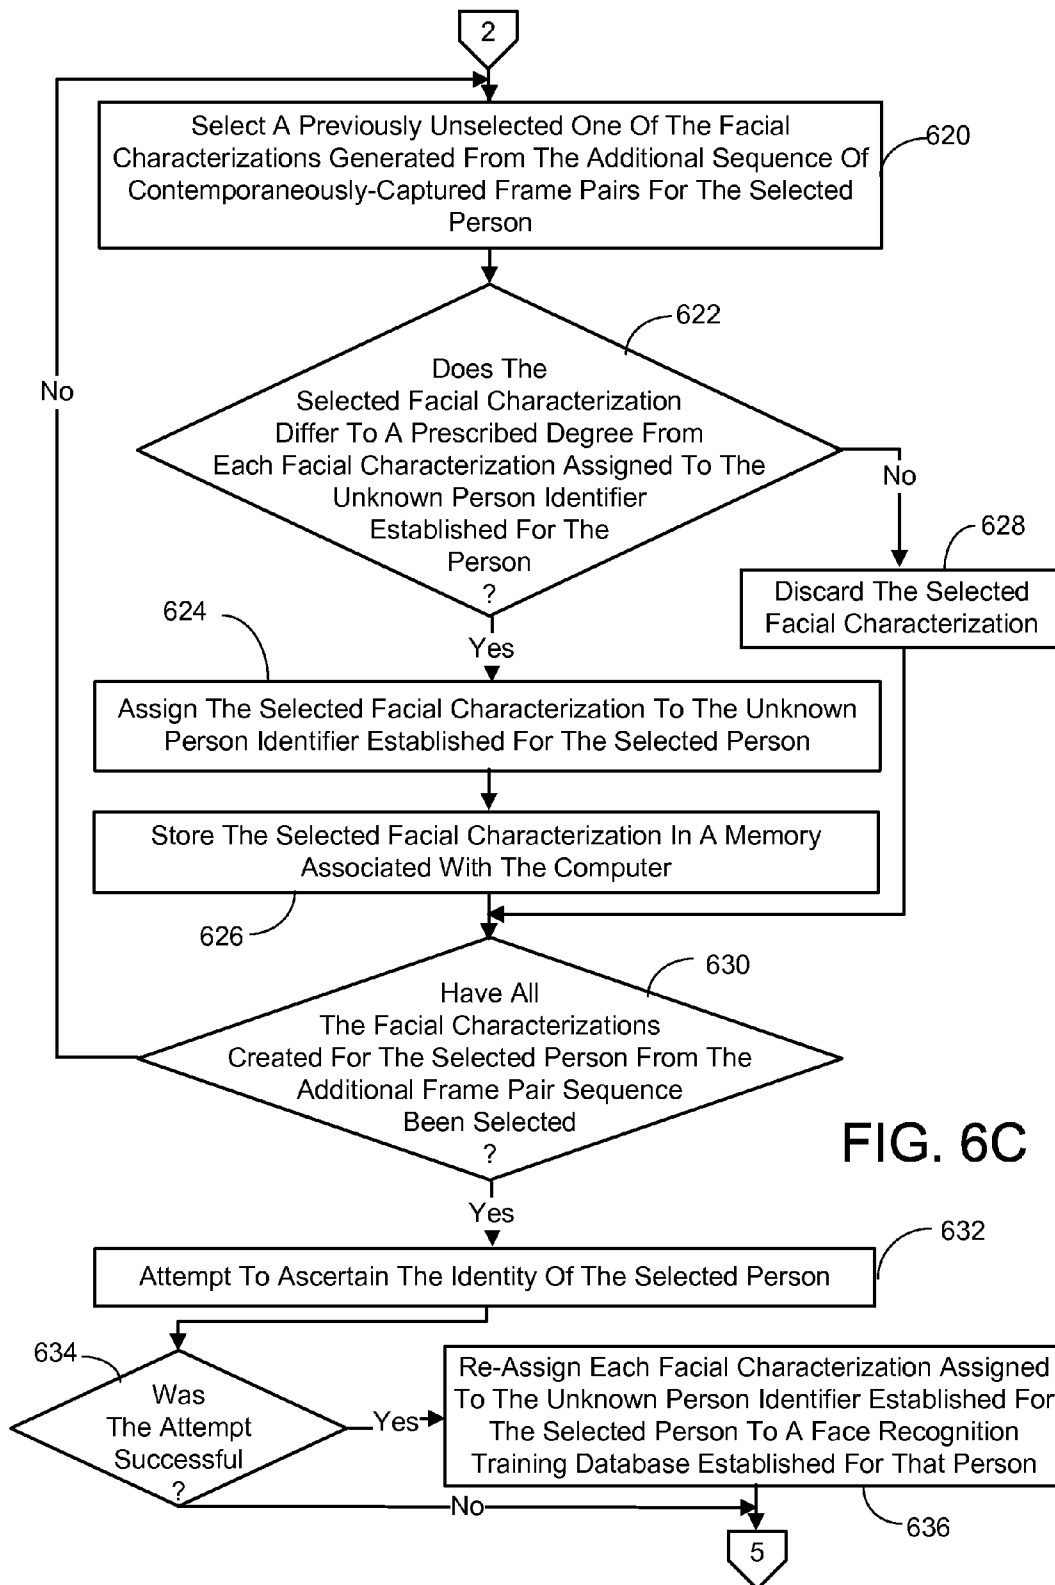 2
Select A Previously Unselected One Of The Facial
Characterizations Generated From The Additional Sequence Of
Contemporaneously-Captured Frame Pairs For The Selected
Person
620
622
Does The
Selected Facial Characterization
Differ To A Prescribed Degree From
Each Facial Characterization Assigned To The
Unknown Person Identifier
Established For The
Person
?
No
No
628
Discard The Selected
Facial Characterization
Yes
624
Assign The Selected Facial Characterization To The Unknown
Person Identifier Established For The Selected Person
Store The Selected Facial Characterization In A Memory
Associated With The Computer
626
630
Have All
The Facial Characterizations
Created For The Selected Person From The
Additional Frame Pair Sequence
Been Selected
?
FIG. 6C
Yes
632
Attempt To Ascertain The Identity Of The Selected Person
634
Was
The Attempt
Successful
?
Yes
Re-Assign Each Facial Characterization Assigned
To The Unknown Person Identifier Established For
The Selected Person To A Face Recognition
Training Database Established For That Person
No
636
5